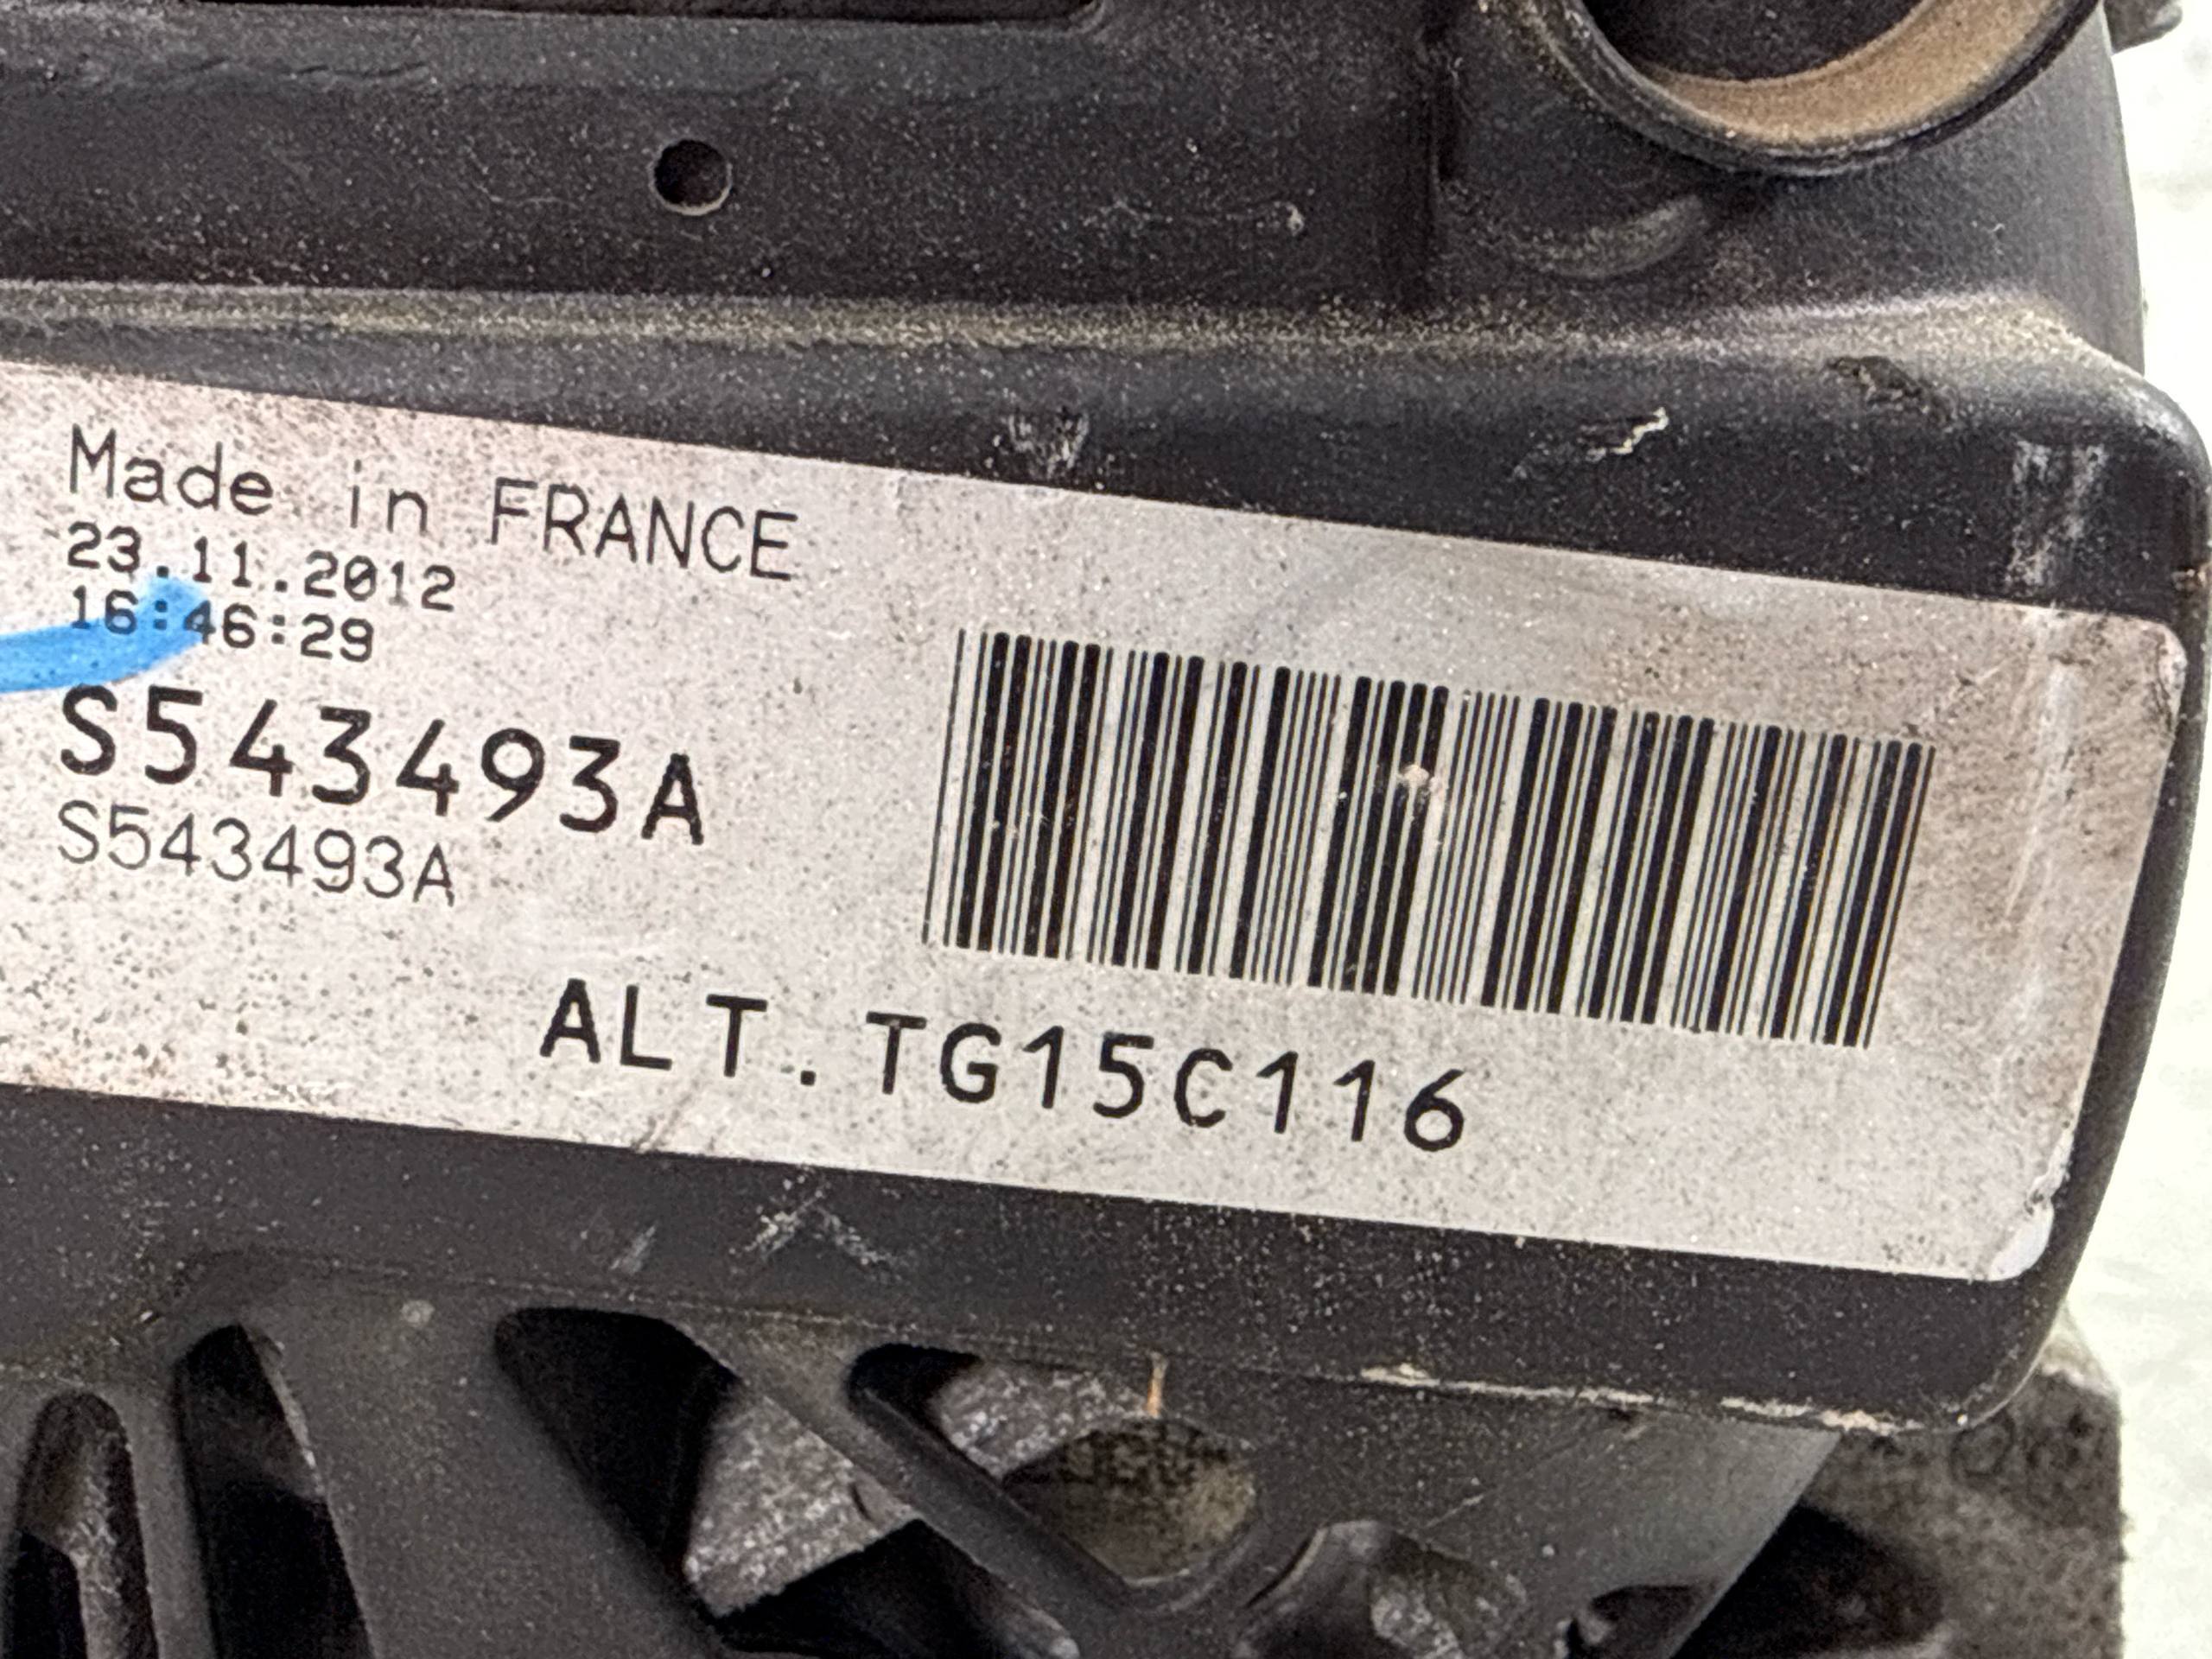 Made in FRANCE
23.11.2012
16:46:29
S543493A
S543493A
ALT.TG15C116